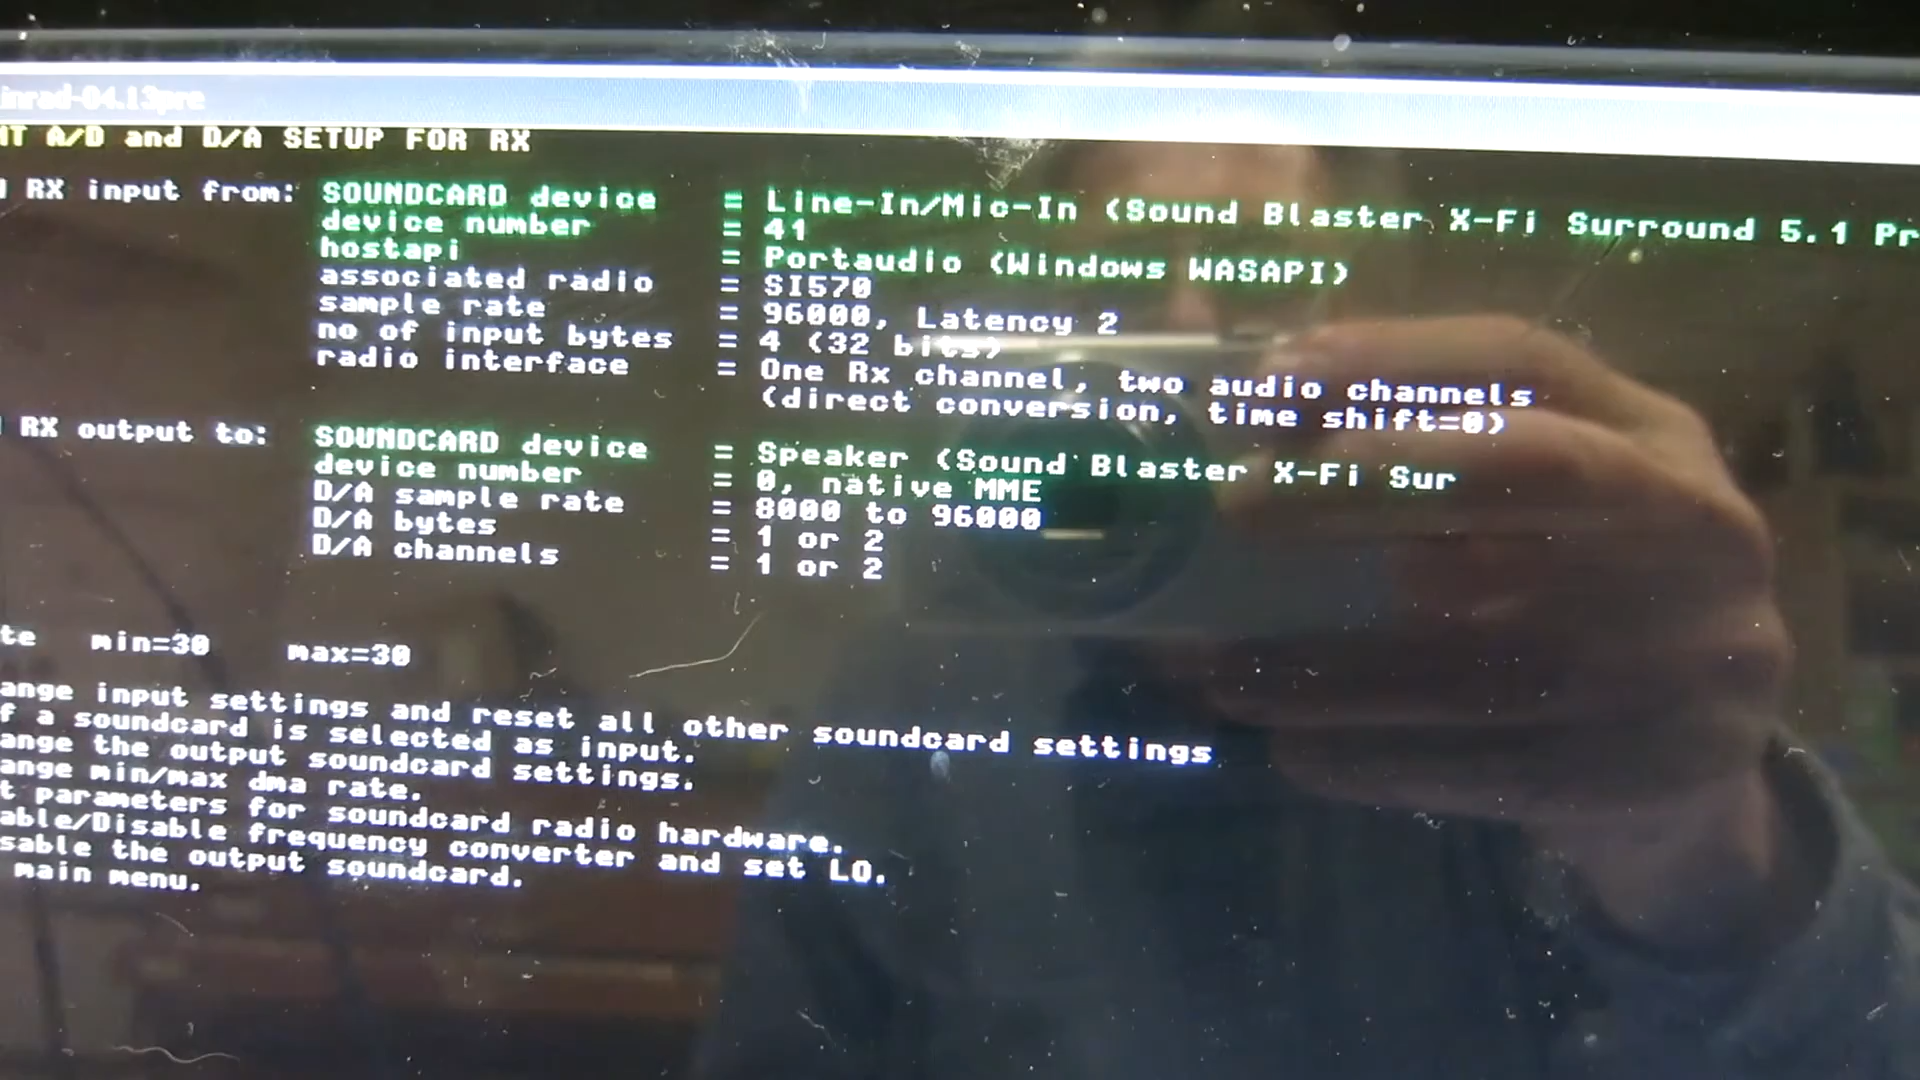 inrad-04.13pre
NT A/D and D/A SETUP FOR RX
RX input from: SOUNDCARD device = Line-In/Mic-In (Sound Blaster X-Fi Surround 5.1 Pr
device number = 41
hostapi = Portaudio (Windows WASAPI)
associated radio = SI570
sample rate = 96000, Latency 2
no of input bytes = 4 (32 bits)
radio interface = One Rx channel, two audio channels
(direct conversion, time shift=0)
RX output to: SOUNDCARD device = Speaker (Sound Blaster X-Fi Sur
device number = 0, native MME
D/A sample rate = 8000 to 96000
D/A bytes = 1 or 2
D/A channels = 1 or 2
te min=30 max=30
ange input settings and reset all other soundcard settings
f a soundcard is selected as input.
ange the output soundcard settings.
ange min/max dma rate.
t parameters for soundcard radio hardware.
able/Disable frequency converter and set LO.
sable the output soundcard.
main menu.